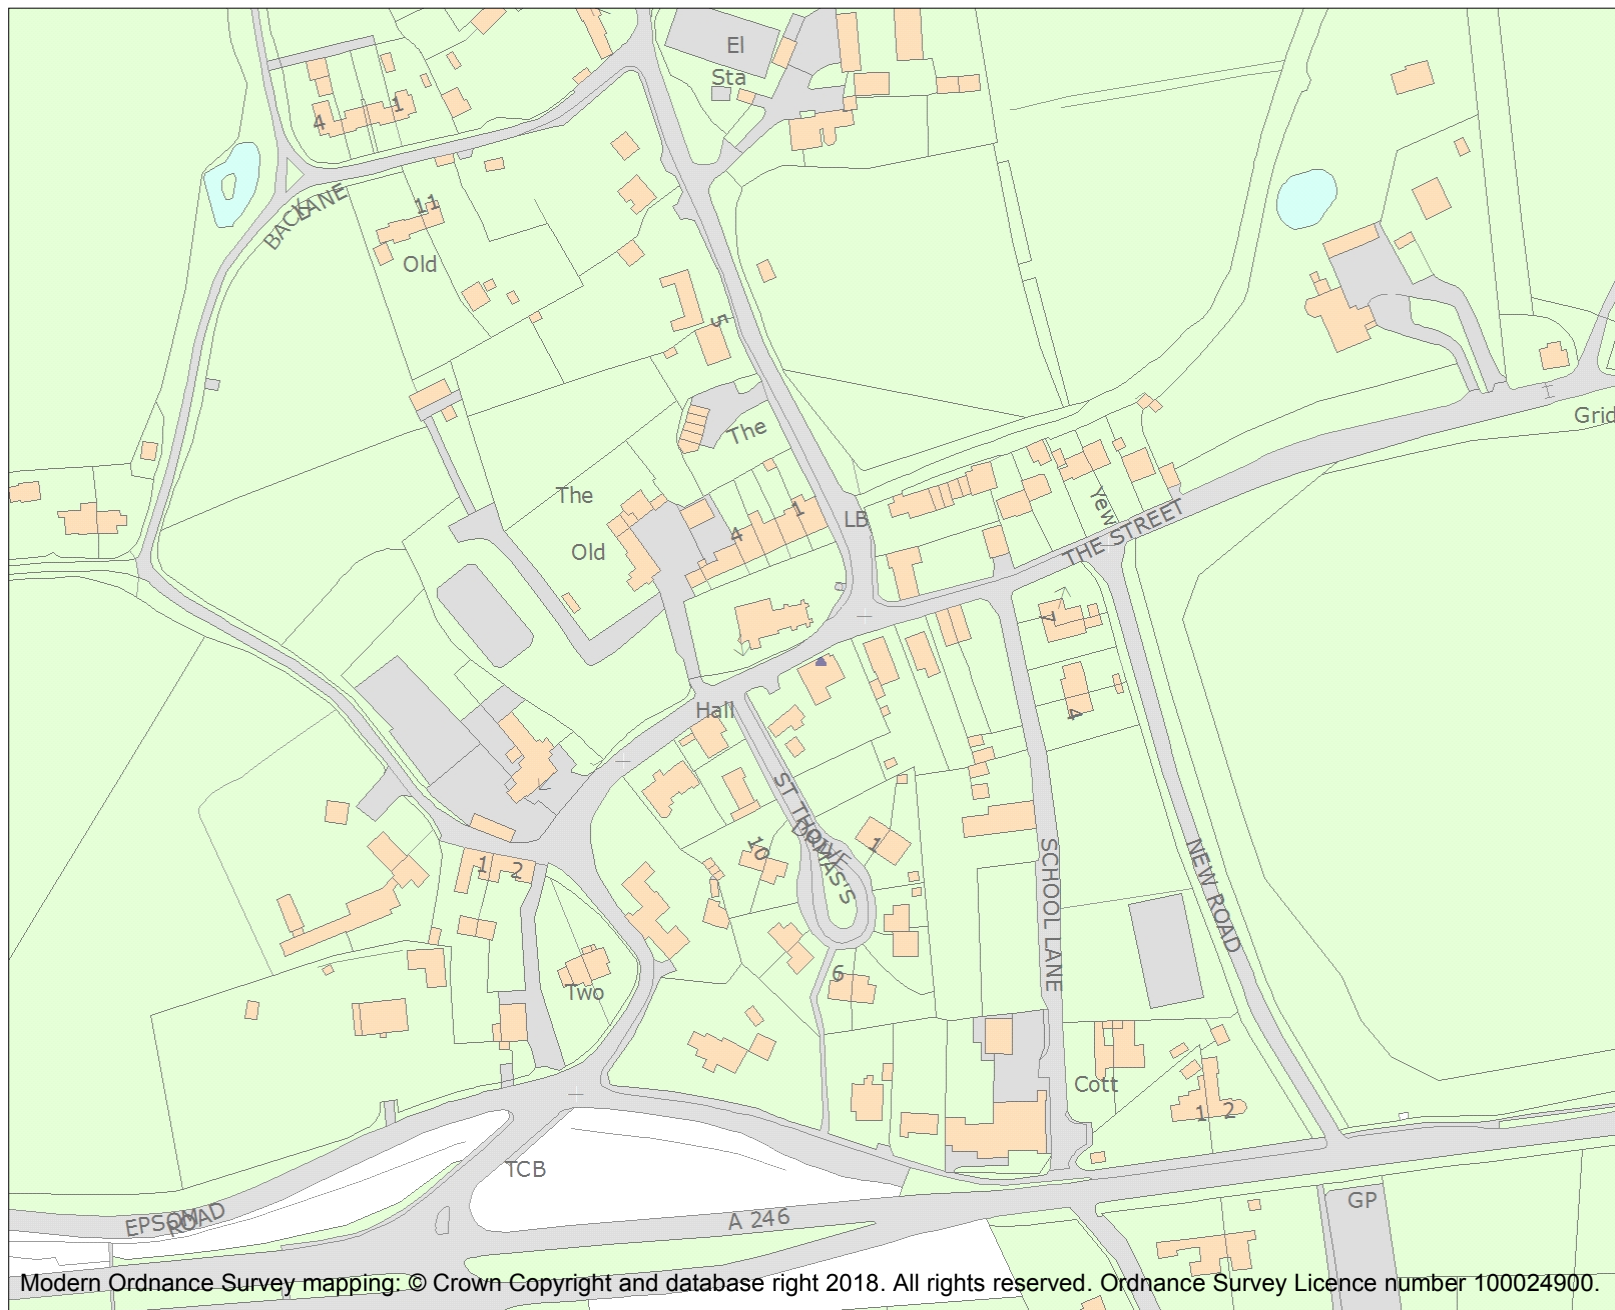 El
Sta
1
4
BACK LANE
11
Old
5
The
Grid
The
Old
4
1
LB
Yew
THE STREET
7
4
Hall
ST THOMAS'S
DRIVE
10
1
1
2
SCHOOL LANE
NEW ROAD
6
Two
Cott
1
2
TCB
EPSOM
ROAD
A 246
GP
Modern Ordnance Survey mapping: © Crown Copyright and database right 2018. All rights reserved. Ordnance Survey Licence number 100024900.